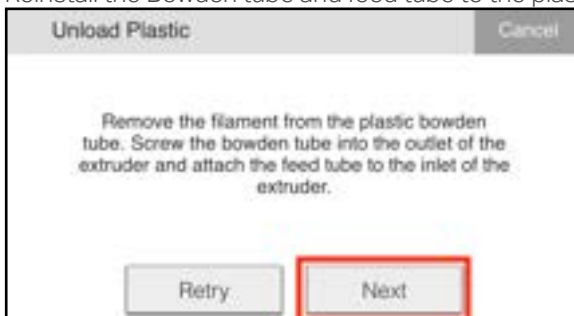 Reinstall the Bowden tube and feed tube to the plas
Unload Plastic
Cancel
Remove the filament from the plastic bowden
tube. Screw the bowden tube into the outlet of the
extruder and attach the feed tube to the inlet of the
extruder.
Retry
Next